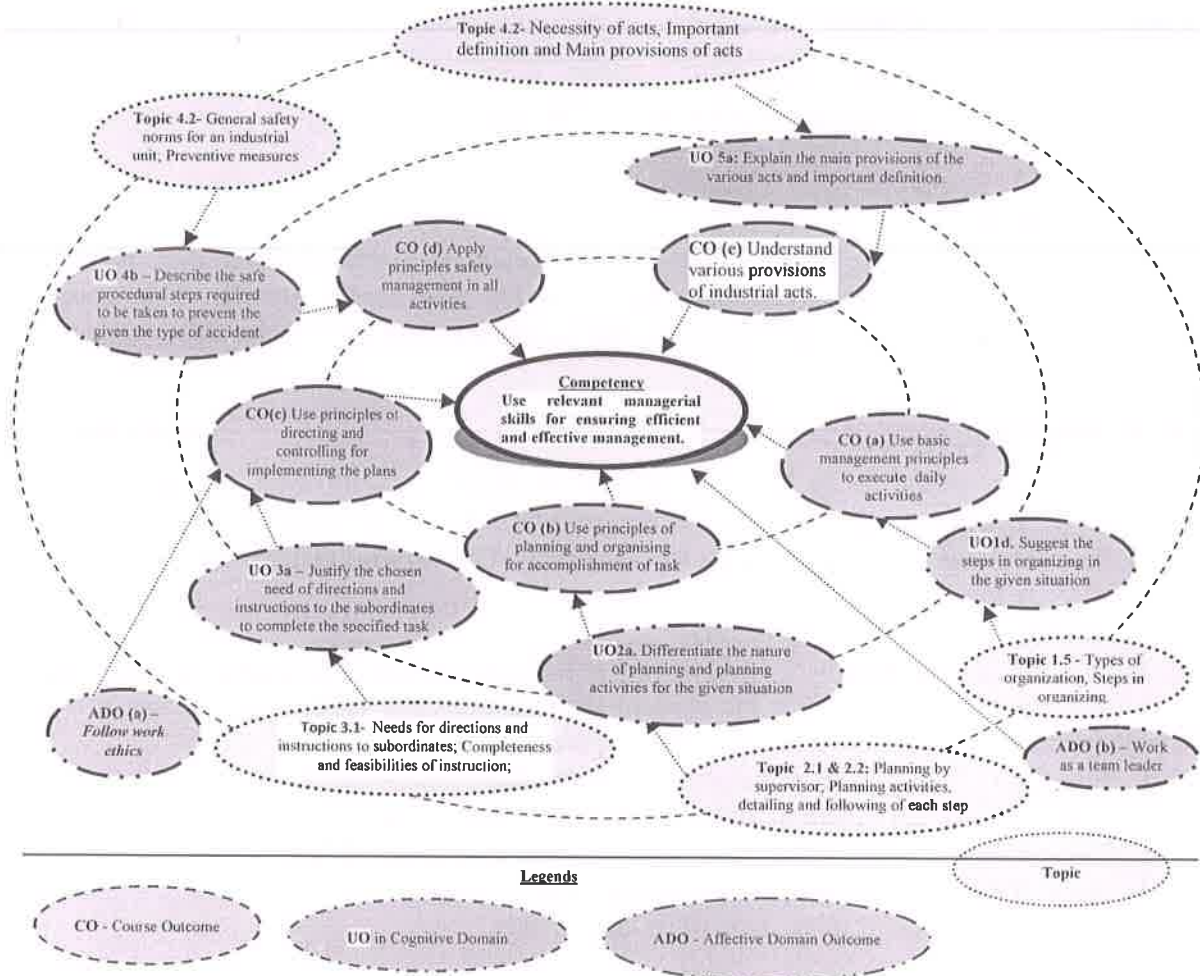 Topic 4.2- Necessity of acts, Important
definition and Main provisions of acts
Topic 4.2- General safety
norms for an industrial
unit; Preventive measures
UO 5a: Explain the main provisions of the
various acts and important definition.
CO (d) Apply
principles safety
management in all
activities
CO (e) Understand
various provisions
of industrial acts.
UO 4b – Describe the safe
procedural steps required
to be taken to prevent the
given the type of accident.
Competency
Use relevant managerial
skills for ensuring efficient
and effective management.
CO(c) Use principles of
directing and
controlling for
implementing the plans
CO (a) Use basic
management principles
to execute daily
activities
CO (b) Use principles of
planning and organising
for accomplishment of task
UO1d. Suggest the
steps in organizing in
the given situation
UO 3a – Justify the chosen
need of directions and
instructions to the subordinates
to complete the specified task
UO2a. Differentiate the nature
of planning and planning
activities for the given situation
Topic 1.5 - Types of
organization, Steps in
organizing
ADO (a) –
Follow work
ethics
Topic 3.1- Needs for directions and
instructions to subordinates; Completeness
and feasibilities of instruction;
ADO (b) – Work
as a team leader
Topic 2.1 & 2.2: Planning by
supervisor; Planning activities,
detailing and following of each step
Legends
Topic
CO - Course Outcome
UO in Cognitive Domain
ADO - Affective Domain Outcome